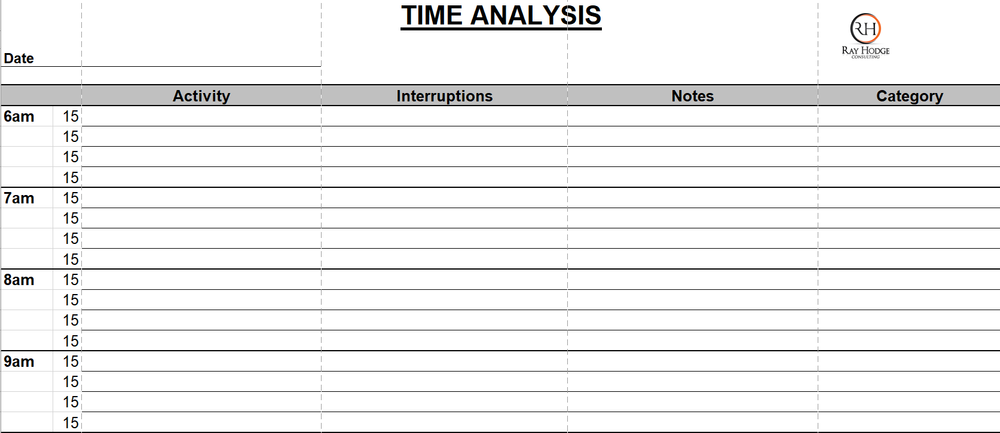 TIME ANALYSIS
RH
RAY HODGE
CONSULTING
Date
Activity Interruptions Notes Category
6am 15
15
15
15
7am 15
15
15
15
8am 15
15
15
15
9am 15
15
15
15